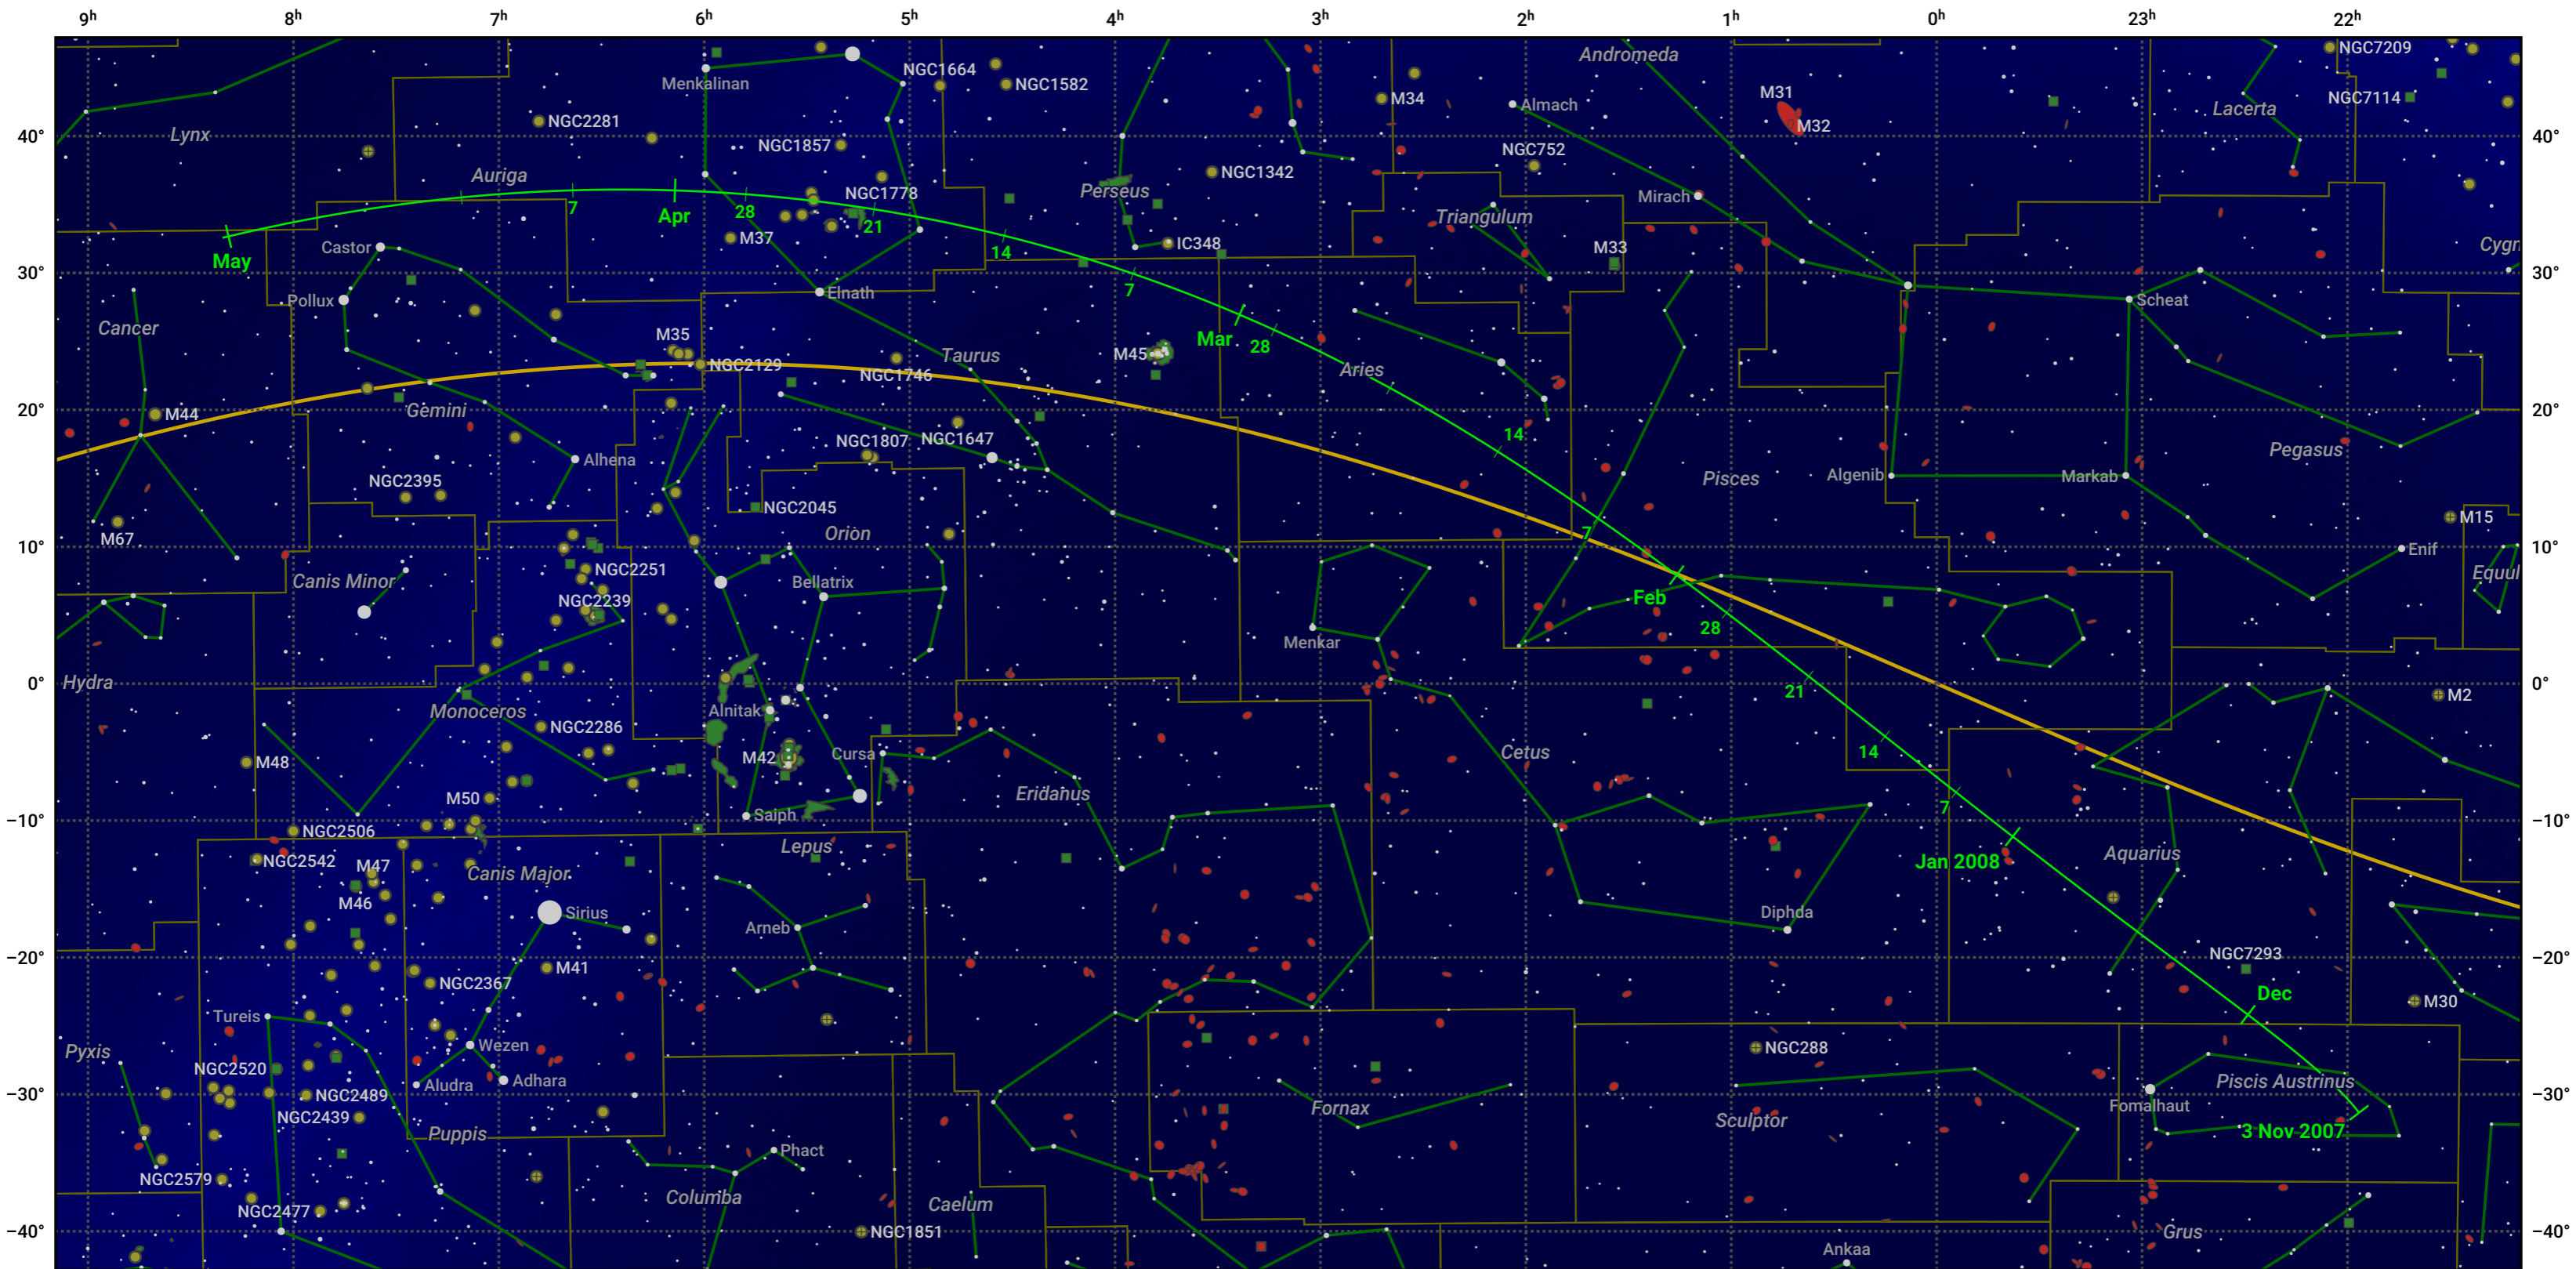 9h 8h 7h 6h 5h 4h 3h 2h 1h 0h 23h 22h
NGC7209
Andromeda
NGC1664
Menkalinan
NGC1582
M34
Almach
M31
NGC7114
Lacerta
NGC2281
M32
40°
Lynx
40°
NGC1857
NGC752
Auriga
NGC1342
Perseus
NGC1778
Mirach
7
Apr
28
21
Triangulum
M37
14
IC348
M33
Cygn
Castor
May
30°
30°
7
Pollux
Elnath
Scheat
Cancer
M35
Mar
28
M45
Taurus
NGC2129
NGC1746
Aries
20°
M44
Gemini
20°
14
NGC1807
NGC1647
Pegasus
Alhena
NGC2395
Pisces
Algenib
Markab
NGC2045
M15
M67
Orion
7
10°
Enif
10°
NGC2251
Canis Minor
Bellatrix
Equul
NGC2239
Feb
28
Menkar
0°
Hydra
21
M2
0°
Monoceros
Alnitak
NGC2286
M48
M42
Cursa
Cetus
14
Eridanus
M50
7
−10°
NGC2506
Saiph
−10°
Lepus
NGC2542
M47
Canis Major
Jan 2008
Aquarius
M46
Sirius
Arneb
Diphda
−20°
M41
NGC7293
−20°
NGC2367
Dec
M30
Tureis
Pyxis
Wezen
NGC288
NGC2520
Aludra
Adhara
Piscis Austrinus
−30°
NGC2489
−30°
NGC2439
Fornax
Sculptor
Fomalhaut
Puppis
3 Nov 2007
Phact
NGC2579
Columba
Caelum
NGC2477
−40°
NGC1851
Grus
−40°
Ankaa